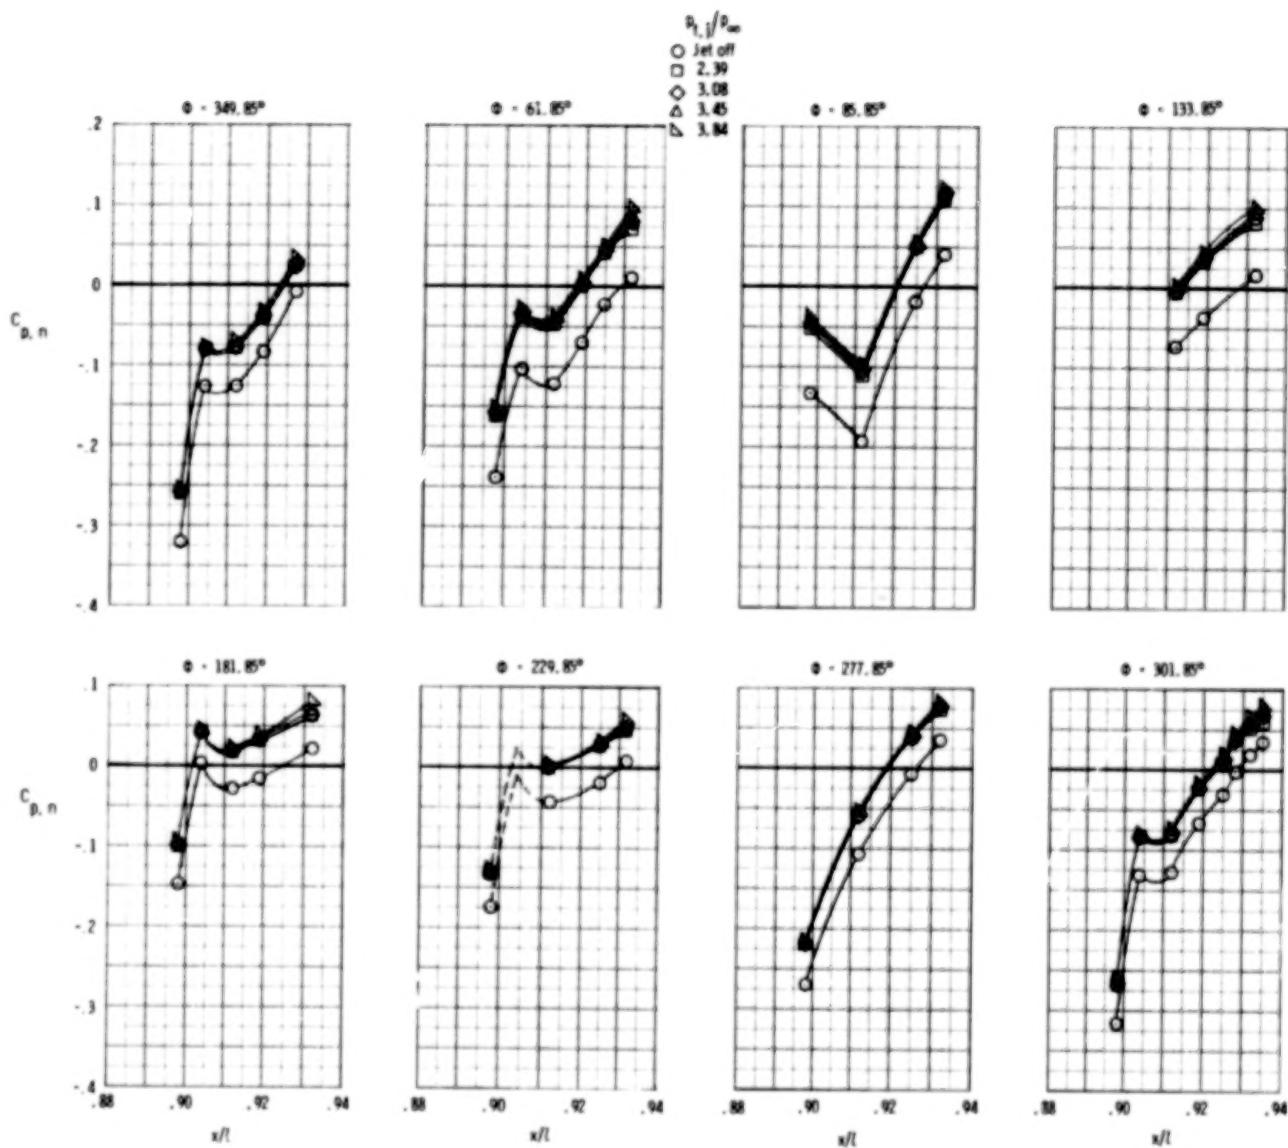 p_t,j/p_∞
Jet off
2.39
3.08
3.45
3.84
Φ = 349.85°
Φ = 61.85°
Φ = 85.85°
Φ = 133.85°
.2
.1
0
C_p,n
-.1
-.2
-.3
-.4
Φ = 181.85°
Φ = 229.85°
Φ = 277.85°
Φ = 301.85°
.1
0
C_p,n
-.1
-.2
-.3
-.4
.88 .90 .92 .94
.88 .90 .92 .94
.88 .90 .92 .94
.88 .90 .92 .94
x/l
x/l
x/l
x/l